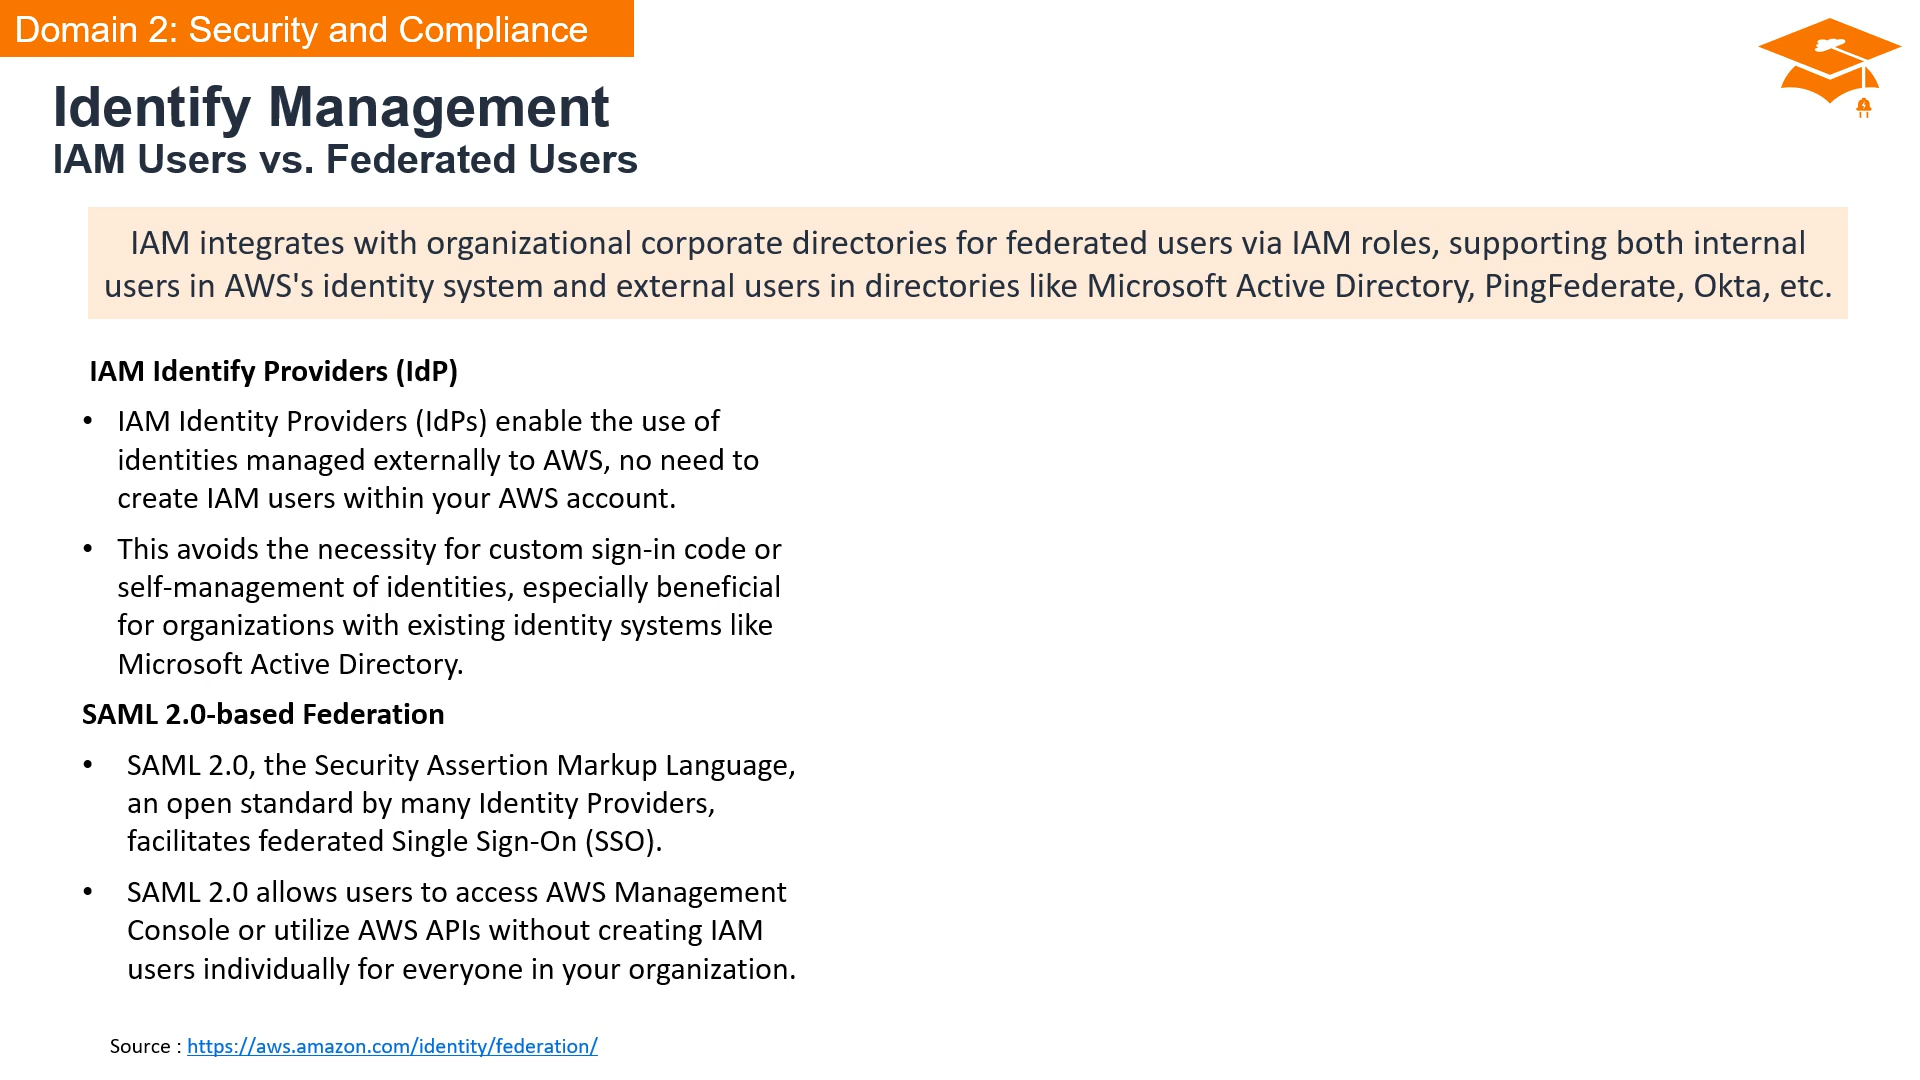 Domain 2: Security and Compliance
Identify Management
IAM Users vs. Federated Users
IAM integrates with organizational corporate directories for federated users via IAM roles, supporting both internal
users in AWS's identity system and external users in directories like Microsoft Active Directory, PingFederate, Okta, etc.
IAM Identify Providers (IdP)
• IAM Identity Providers (IdPs) enable the use of
identities managed externally to AWS, no need to
create IAM users within your AWS account.
• This avoids the necessity for custom sign-in code or
self-management of identities, especially beneficial
for organizations with existing identity systems like
Microsoft Active Directory.
SAML 2.0-based Federation
• SAML 2.0, the Security Assertion Markup Language,
an open standard by many Identity Providers,
facilitates federated Single Sign-On (SSO).
• SAML 2.0 allows users to access AWS Management
Console or utilize AWS APIs without creating IAM
users individually for everyone in your organization.
Source : https://aws.amazon.com/identity/federation/